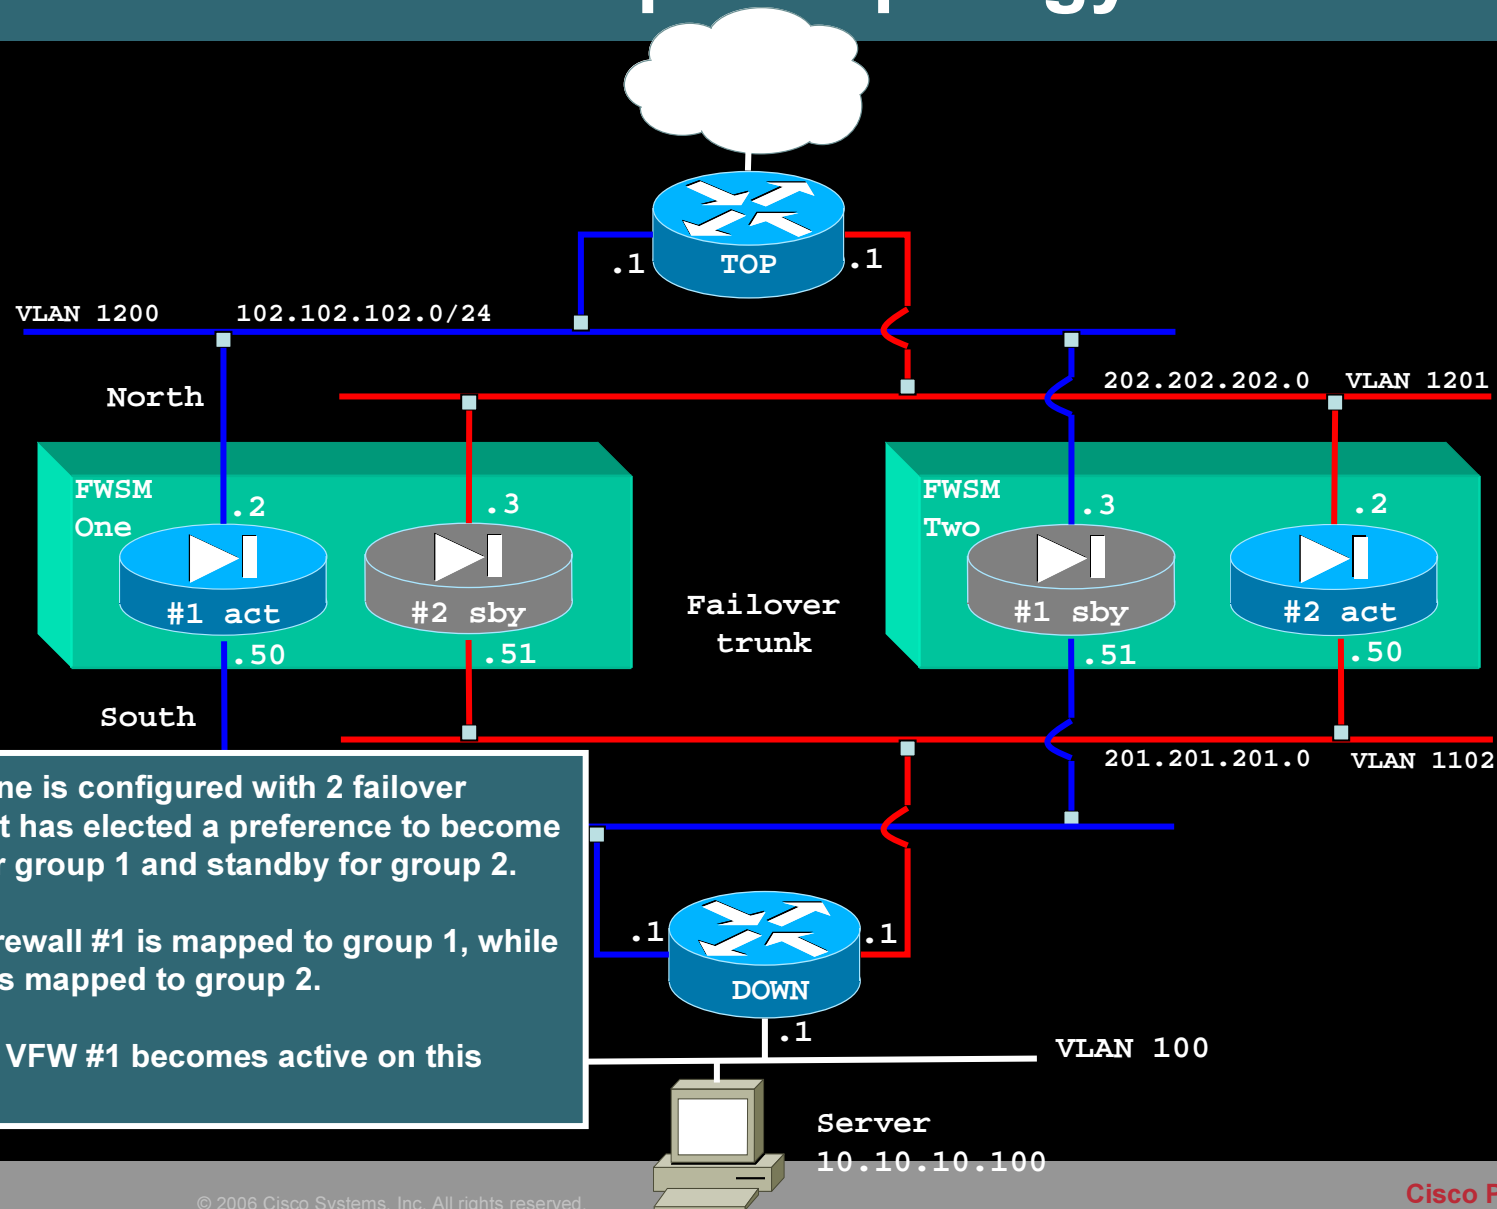 .1
TOP
.1
VLAN 1200
102.102.102.0/24
North
202.202.202.0
VLAN 1201
FWSM
One
.2
.3
#1 act
#2 sby
.50
.51
Failover
trunk
FWSM
Two
.3
.2
#1 sby
#2 act
.51
.50
South
201.201.201.0
VLAN 1102
ne is configured with 2 failover
t has elected a preference to become
r group 1 and standby for group 2.
rewall #1 is mapped to group 1, while
s mapped to group 2.
VFW #1 becomes active on this
.1
.1
DOWN
.1
VLAN 100
Server
10.10.10.100
© 2006 Cisco Systems, Inc. All rights reserved.
Cisco P